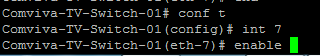 Comviva-TV-Switch-01# conf t
Comviva-TV-Switch-01(config)# int 7
Comviva-TV-Switch-01(eth-7)# enable